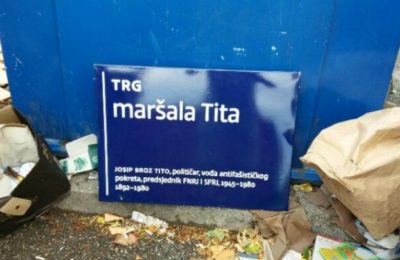 TRG
maršala Tita
JOSIP BROZ TITO, političar, vođa antifašističkog
pokreta, predsjednik FNRJ i SFRJ, 1945–1980
1892–1980